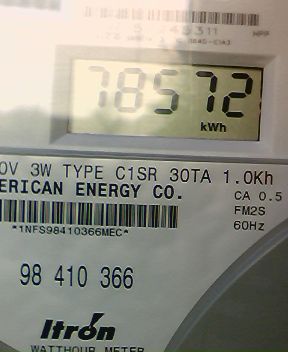 78572
kWh
0V 3W TYPE C1SR 30TA 1.0Kh
ERICAN ENERGY CO.
CA 0.5
FM2S
*1NFS98410366MEC*
60Hz
98 410 366
Itron
WATTHOUR METER